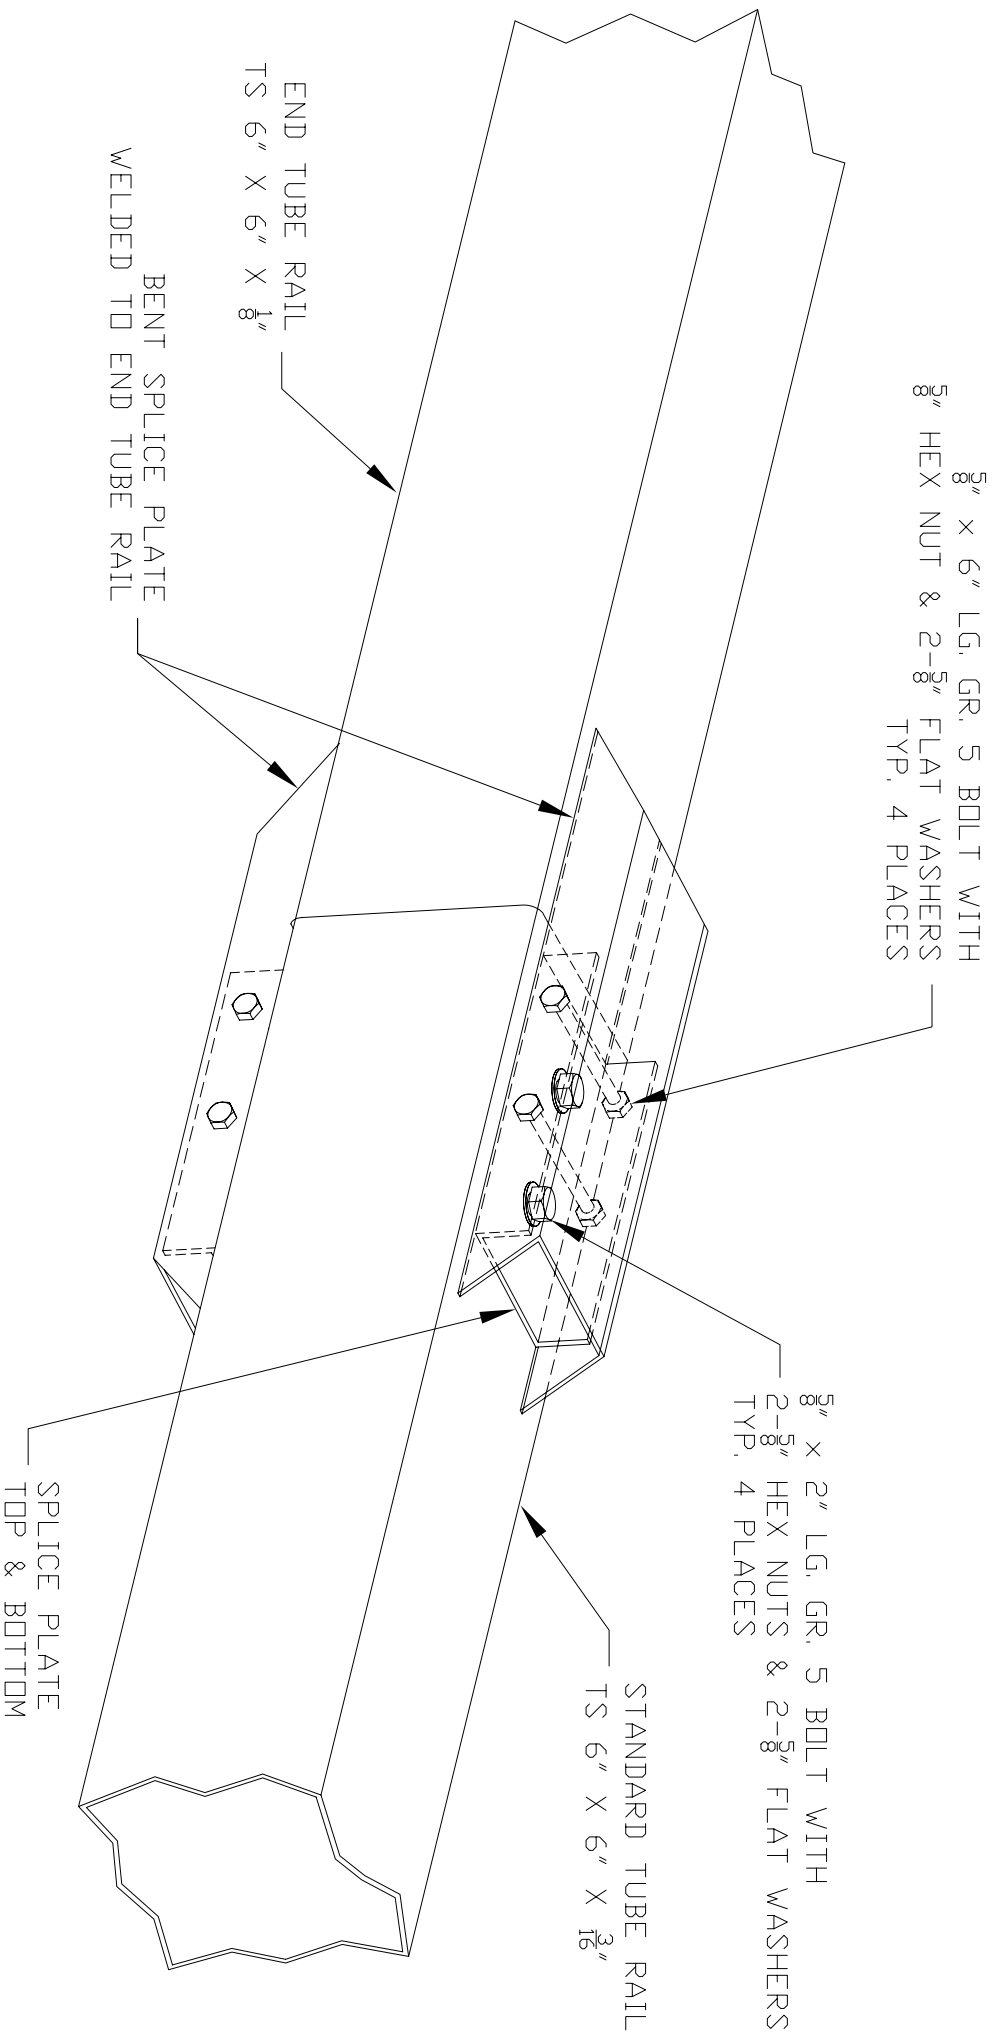 5/8" x 6" LG. GR. 5 BOLT WITH
5/8" HEX NUT & 2-5/8" FLAT WASHERS
TYP. 4 PLACES
5/8" x 2" LG. GR. 5 BOLT WITH
2-5/8" HEX NUTS & 2-5/8" FLAT WASHERS
TYP. 4 PLACES
END TUBE RAIL
TS 6" X 6" X 1/8"
STANDARD TUBE RAIL
TS 6" X 6" X 3/16"
BENT SPLICE PLATE
WELDED TO END TUBE RAIL
SPLICE PLATE
TOP & BOTTOM